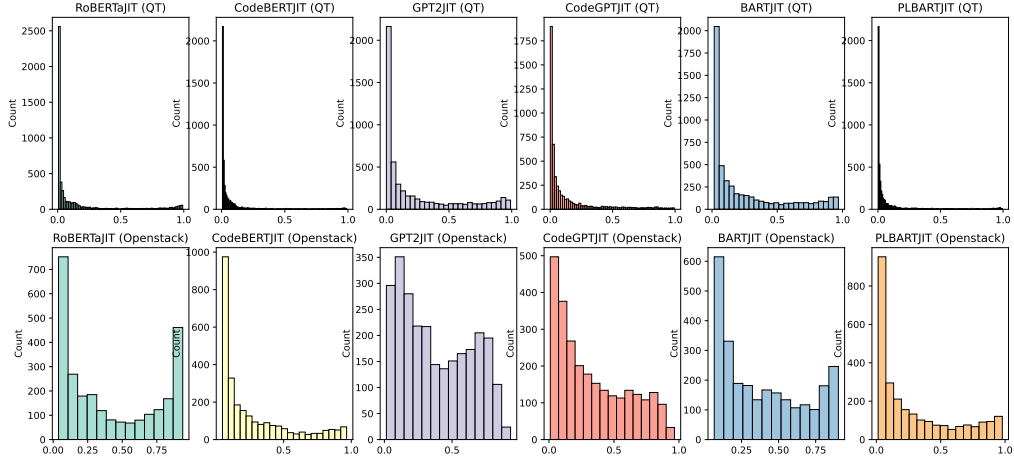 RoBERTaJIT (QT)
CodeBERTJIT (QT)
GPT2JIT (QT)
CodeGPTJIT (QT)
BARTJIT (QT)
PLBARTJIT (QT)
2500
2000
1500
1000
500
0
Count
0.0 0.5 1.0
2000
1500
1000
500
0
Count
0.0 0.5 1.0
2000
1500
1000
500
0
Count
0.0 0.5 1.0
1750
1500
1250
1000
750
500
250
0
Count
0.0 0.5 1.0
2000
1750
1500
1250
1000
750
500
250
0
Count
0.0 0.5 1.0
2000
1500
1000
500
0
Count
0.0 0.5 1.0
RoBERTaJIT (Openstack)
CodeBERTJIT (Openstack)
GPT2JIT (Openstack)
CodeGPTJIT (Openstack)
BARTJIT (Openstack)
PLBARTJIT (Openstack)
700
600
500
400
300
200
100
0
Count
0.00 0.25 0.50 0.75
1000
800
600
400
200
0
Count
0.0 0.5 1.0
350
300
250
200
150
100
50
0
Count
0.5
500
400
300
200
100
0
Count
0.0 0.5 1.0
600
500
400
300
200
100
0
Count
0.25 0.50 0.75
800
600
400
200
0
Count
0.0 0.5 1.0